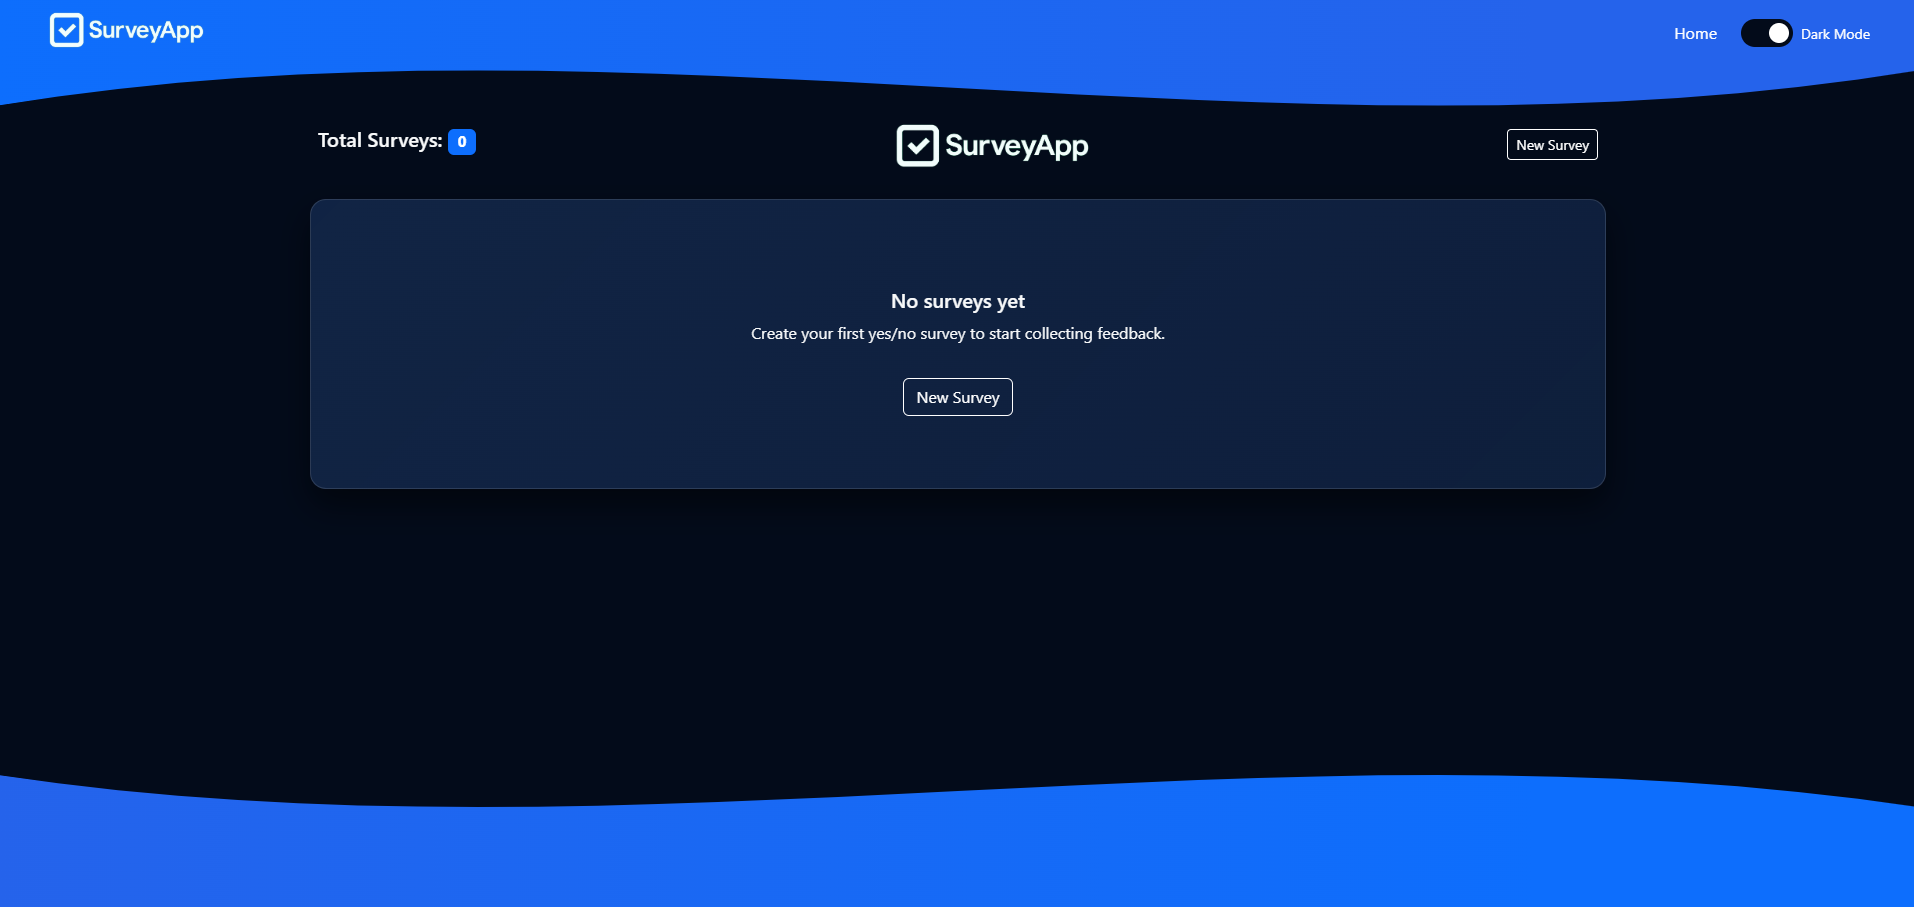 SurveyApp
Home
Dark Mode
Total Surveys: 0
SurveyApp
New Survey
No surveys yet
Create your first yes/no survey to start collecting feedback.
New Survey